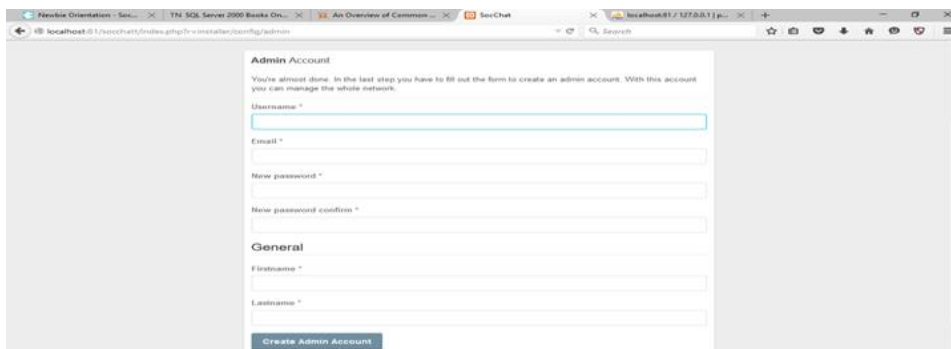 Newbie Orientation - Soc...
TN SQL Server 2000 Books On...
An Overview of Common ...
SocChat
localhost:81 / 127.0.0.1 | p...
localhost:81/socchatt/index.php?r=installer/config/admin
Search
Admin Account
You're almost done. In the last step you have to fill out the form to create an admin account. With this account
you can manage the whole network.
Username *
Email *
New password *
New password confirm *
General
Firstname *
Lastname *
Create Admin Account